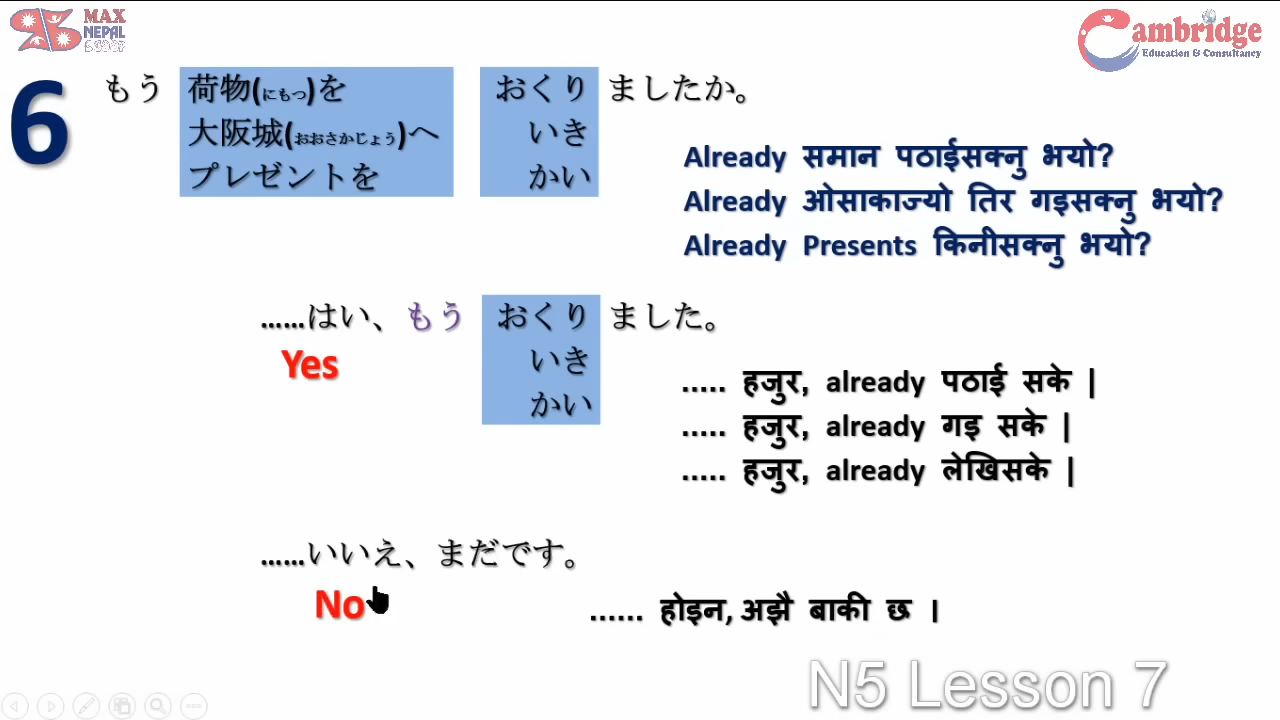 MAX
NEPAL
Cambridge
Education & Consultancy
6
もう 荷物(にもつ)を おくり ましたか。
大阪城(おおさかじょう)へ いき
プレゼントを かい
Already समान पठाईसक्नु भयो?
Already ओसाकाज्यो तिर गइसक्नु भयो?
Already Presents किनीसक्नु भयो?
......はい、もう おくり ました。
Yes いき
かい
..... हजुर, already पठाई सके |
..... हजुर, already गइ सके |
..... हजुर, already लेखिसके |
......いいえ、まだです。
No
...... होइन, अझै बाकी छ ।
N5 Lesson 7